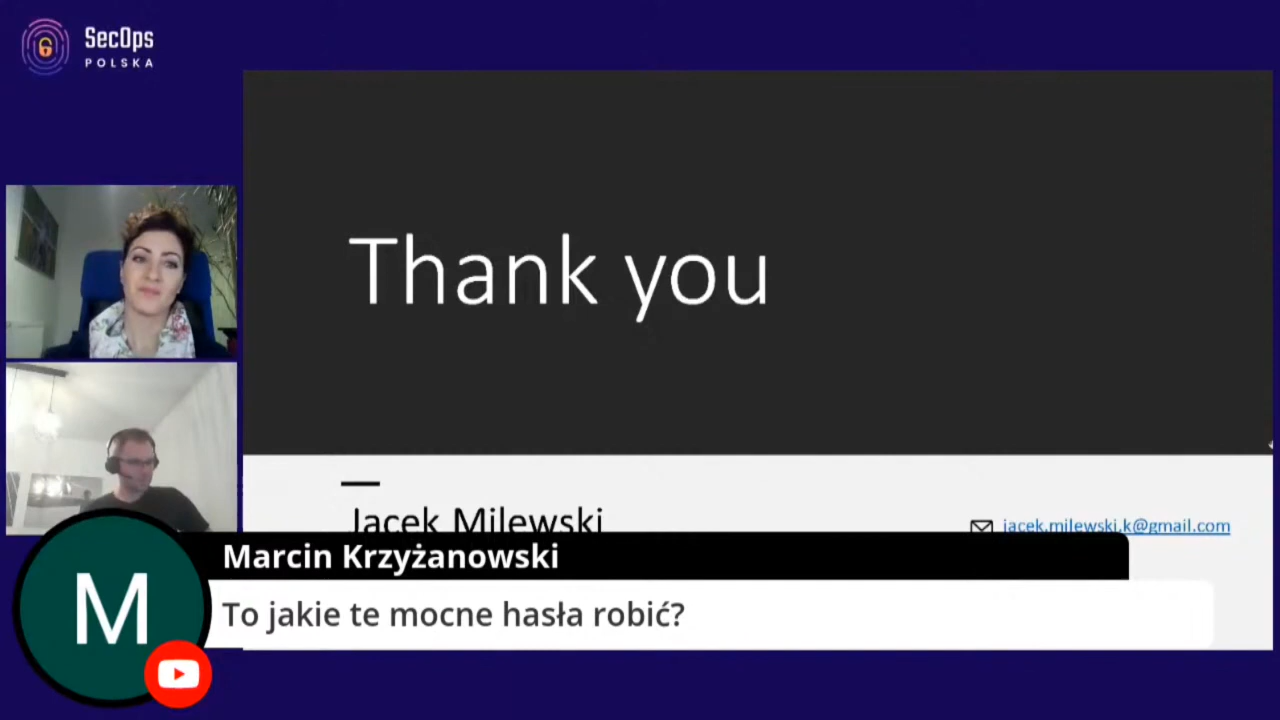 SecOps
POLSKA
Thank you
Jacek Milewski
jacek.milewski.k@gmail.com
M
Marcin Krzyżanowski
To jakie te mocne hasła robić?